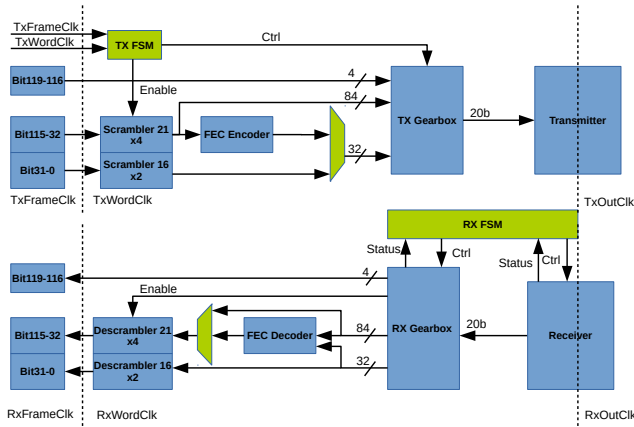 TxFrameClk
TxWordClk
TX FSM
Ctrl
Enable
Bit119-116
4
84
Bit115-32
Scrambler 21
x4
FEC Encoder
TX Gearbox
20b
Transmitter
32
Bit31-0
Scrambler 16
x2
TxFrameClk
TxWordClk
TxOutClk
RX FSM
Status
Ctrl
Status
Ctrl
Bit119-116
4
Enable
Bit115-32
Descrambler 21
x4
FEC Decoder
84
RX Gearbox
20b
Receiver
32
Bit31-0
Descrambler 16
x2
RxFrameClk
RxWordClk
RxOutClk